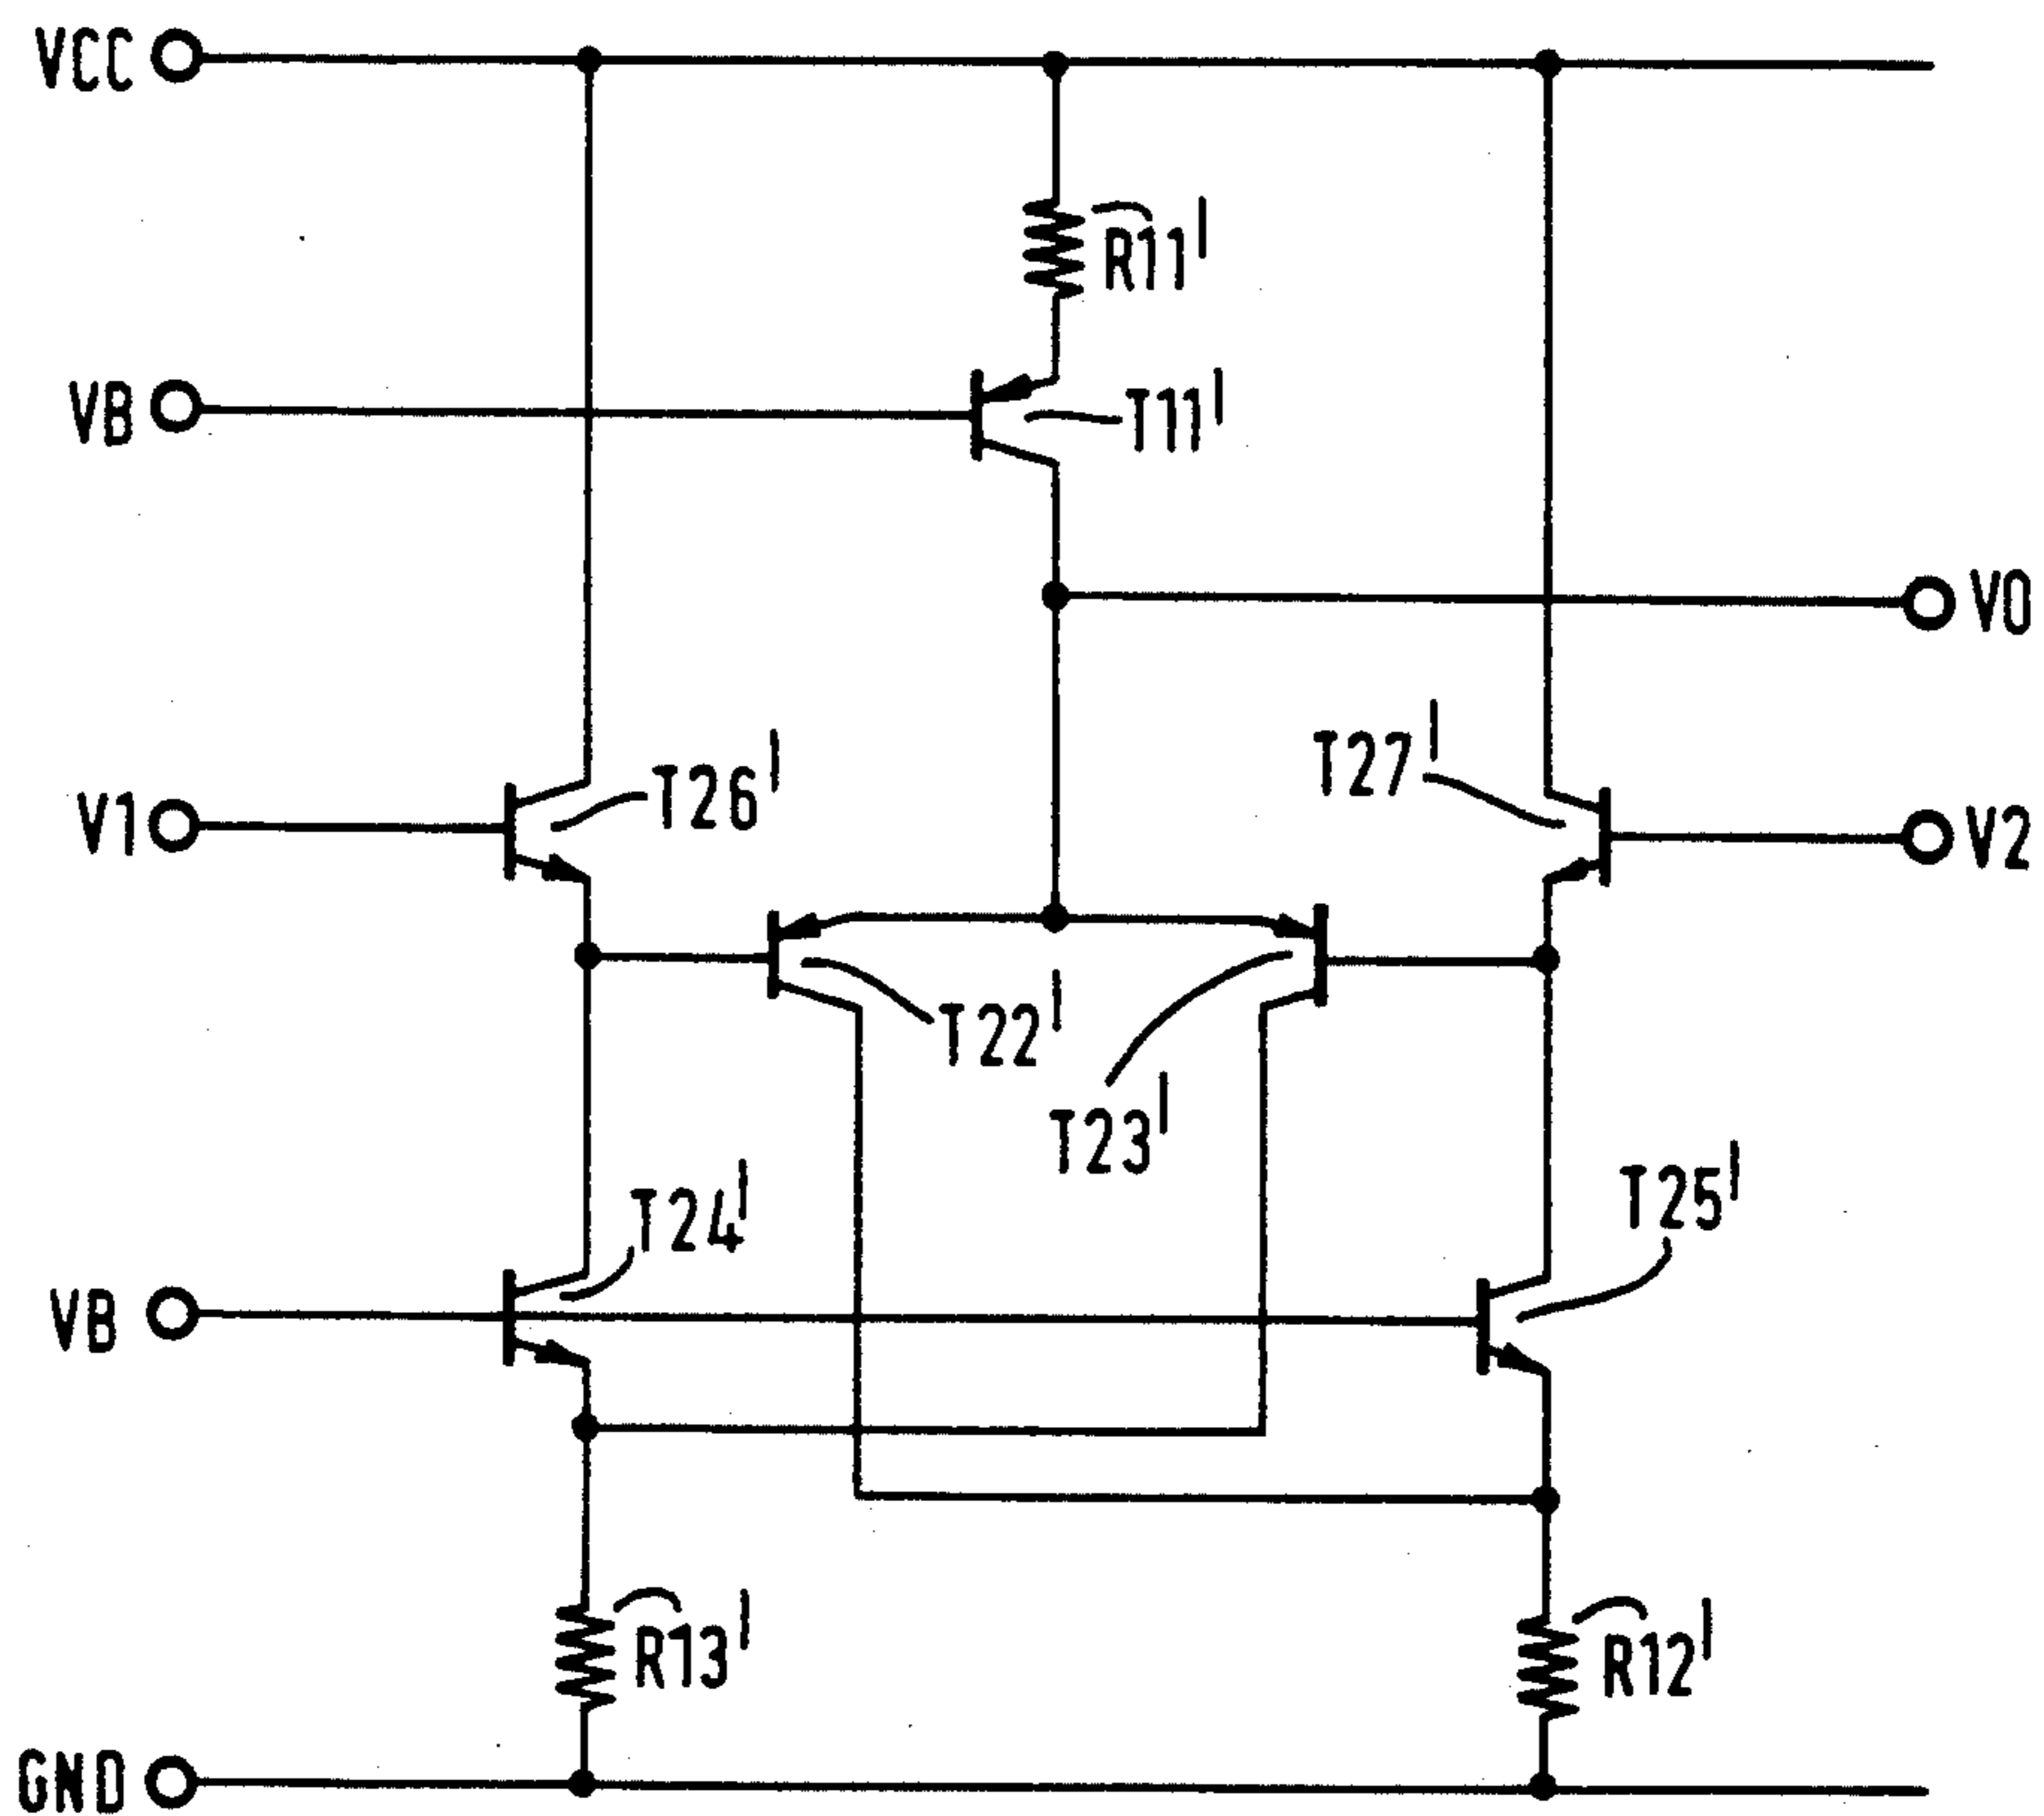 VCC
R11'
VB
T11'
V0
T27'
T26'
V1
V2
T22'
T23'
T25'
T24'
VB
R13'
R12'
GND